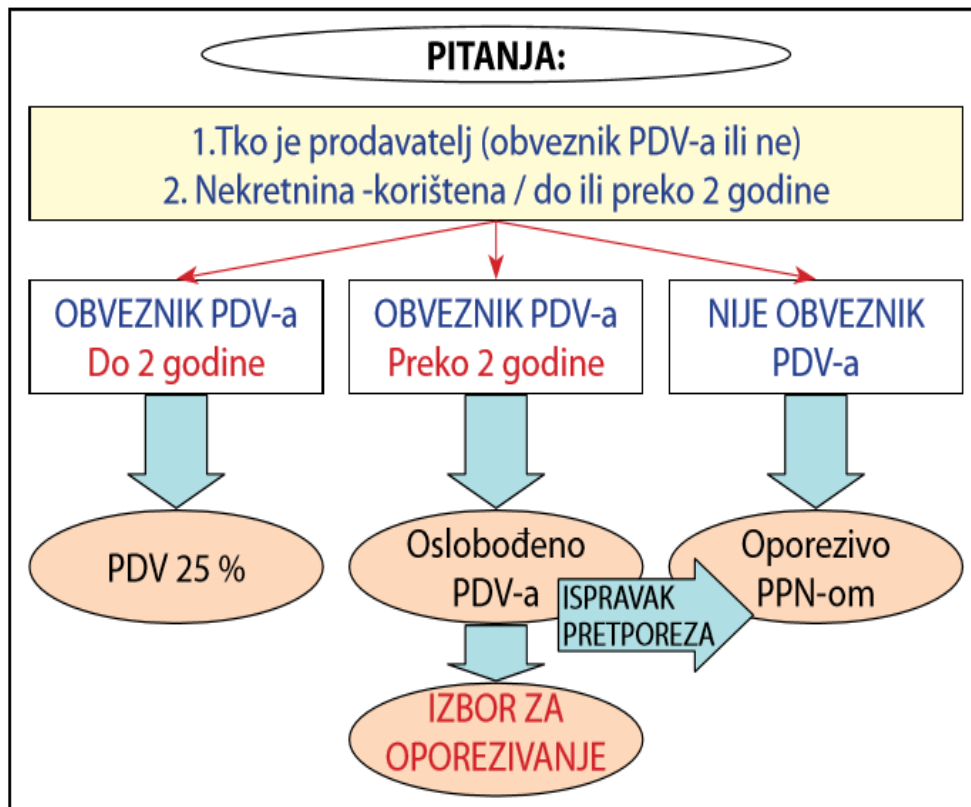 PITANJA:
1.Tko je prodavatelj (obveznik PDV-a ili ne)
2. Nekretnina -korištena / do ili preko 2 godine
OBVEZNIK PDV-a
Do 2 godine
OBVEZNIK PDV-a
Preko 2 godine
NIJE OBVEZNIK
PDV-a
PDV 25 %
Oslobođeno
PDV-a
ISPRAVAK
PRETPOREZA
Oporezivo
PPN-om
IZBOR ZA
OPOREZIVANJE